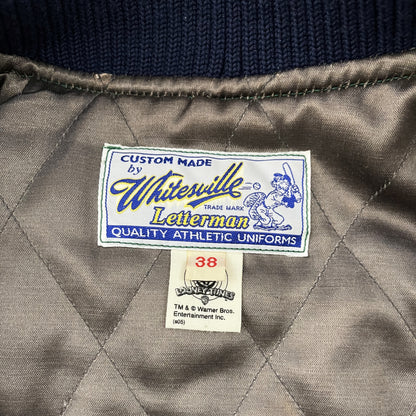 CUSTOM MADE
by
Whitesville
TRADE MARK
Letterman
QUALITY ATHLETIC UNIFORMS
38
LOONEY TUNES
TM & © Warner Bros.
Entertainment Inc.
(s05)